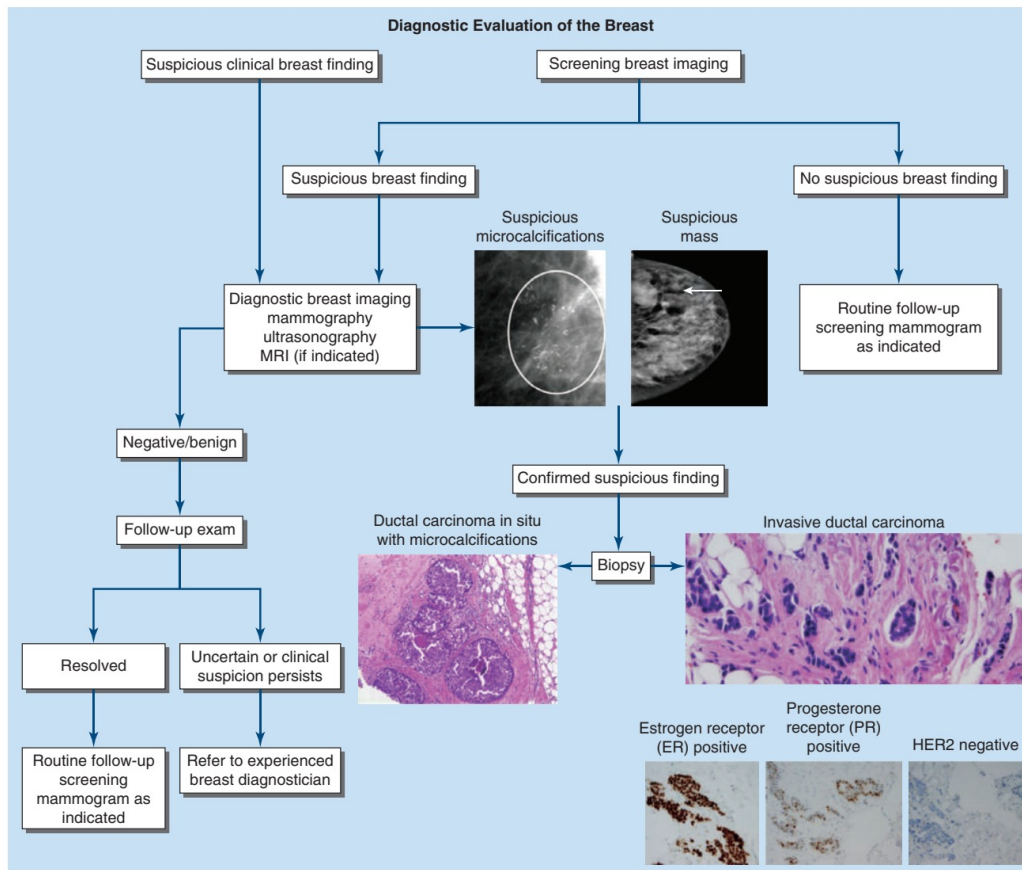 Diagnostic Evaluation of the Breast
Suspicious clinical breast finding
Screening breast imaging
Suspicious breast finding
No suspicious breast finding
Suspicious
microcalcifications
Suspicious
mass
Diagnostic breast imaging
mammography
ultrasonography
MRI (if indicated)
Routine follow-up
screening mammogram
as indicated
Negative/benign
Confirmed suspicious finding
Follow-up exam
Ductal carcinoma in situ
with microcalcifications
Biopsy
Invasive ductal carcinoma
Resolved
Uncertain or clinical
suspicion persists
Routine follow-up
screening
mammogram as
indicated
Refer to experienced
breast diagnostician
Estrogen receptor
(ER) positive
Progesterone
receptor (PR)
positive
HER2 negative